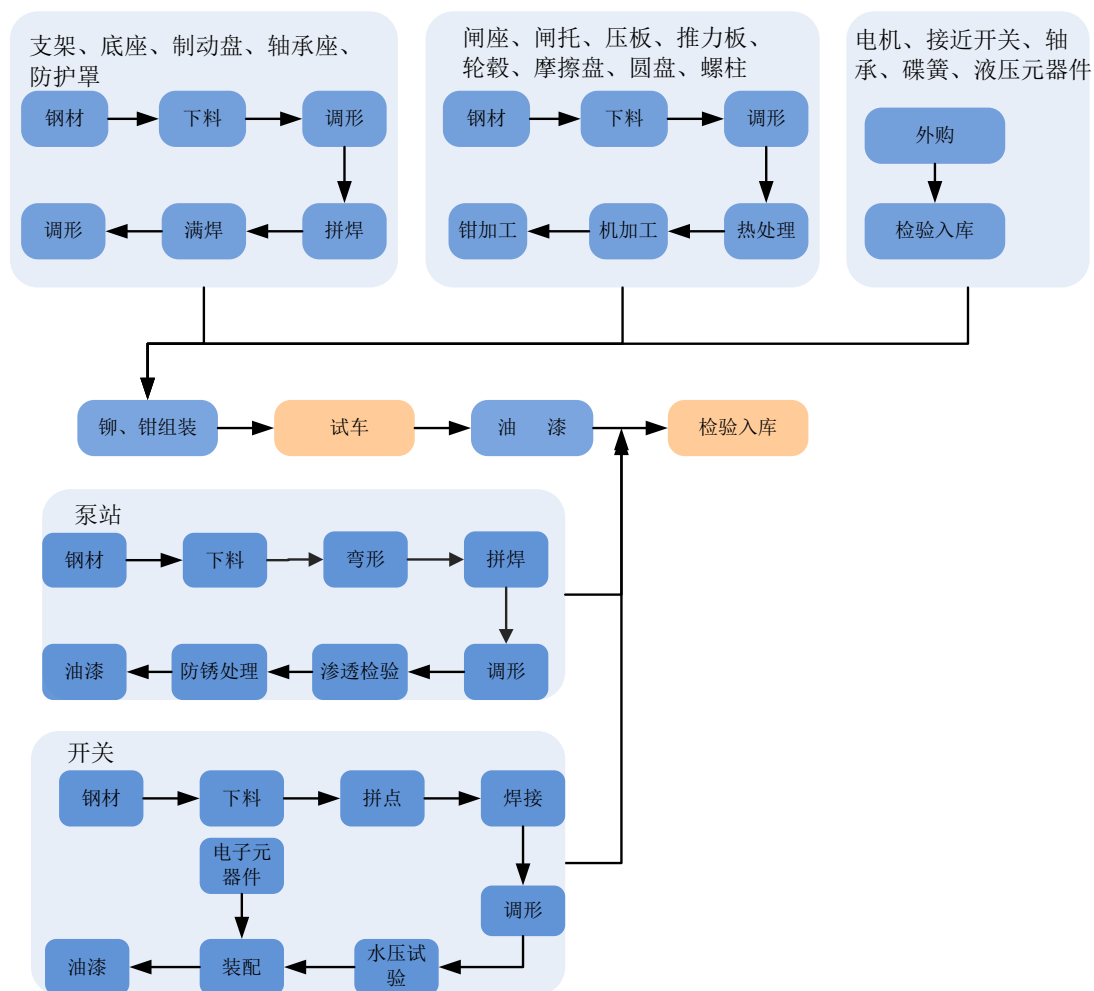 支架、底座、制动盘、轴承座、
防护罩
钢材
下料
调形
调形
满焊
拼焊
闸座、闸托、压板、推力板、
轮毂、摩擦盘、圆盘、螺柱
钢材
下料
调形
钳加工
机加工
热处理
电机、接近开关、轴
承、碟簧、液压元器件
外购
检验入库
铆、钳组装
试车
油 漆
检验入库
泵站
钢材
下料
弯形
拼焊
油漆
防锈处理
渗透检验
调形
开关
钢材
下料
拼点
焊接
电子元
器件
调形
油漆
装配
水压试
验